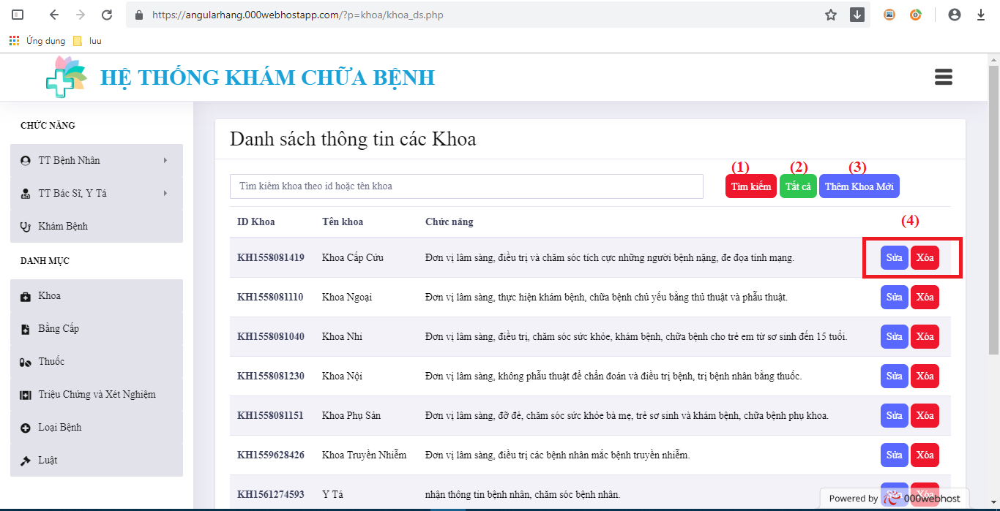 https://angularhang.000webhostapp.com/?p=khoa/khoa_ds.php
Ứng dụng luu
HỆ THỐNG KHÁM CHỮA BỆNH
CHỨC NĂNG
TT Bệnh Nhân
TT Bác Sĩ, Y Tá
Khám Bệnh
DANH MỤC
Khoa
Bằng Cấp
Thuốc
Triệu Chứng và Xét Nghiệm
Loại Bệnh
Luật
Danh sách thông tin các Khoa
(1) (2) (3)
Tìm kiếm khoa theo id hoặc tên khoa Tìm kiếm Tất cả Thêm Khoa Mới
ID Khoa Tên khoa Chức năng (4)
KH1558081419 Khoa Cấp Cứu Đơn vị lâm sàng, điều trị và chăm sóc tích cực những người bệnh nặng, đe đọa tính mạng. Sửa Xóa
KH1558081110 Khoa Ngoại Đơn vị lâm sàng, thực hiện khám bệnh, chữa bệnh chủ yếu bằng thủ thuật và phẫu thuật. Sửa Xóa
KH1558081040 Khoa Nhi Đơn vị lâm sàng, điều trị, chăm sóc sức khỏe, khám bệnh, chữa bệnh cho trẻ em từ sơ sinh đến 15 tuổi. Sửa Xóa
KH1558081230 Khoa Nội Đơn vị lâm sàng, không phẫu thuật để chẩn đoán và điều trị bệnh, trị bệnh nhân bằng thuốc. Sửa Xóa
KH1558081151 Khoa Phụ Sản Đơn vị lâm sàng, đỡ đẻ, chăm sóc sức khỏe bà mẹ, trẻ sơ sinh và khám bệnh, chữa bệnh phụ khoa. Sửa Xóa
KH1559628426 Khoa Truyền Nhiễm Đơn vị lâm sàng, điều trị các bệnh nhân mắc bệnh truyền nhiễm. Sửa Xóa
KH1561274593 Y Tá nhận thông tin bệnh nhân, chăm sóc bệnh nhân. Sửa Xóa
Powered by 000webhost